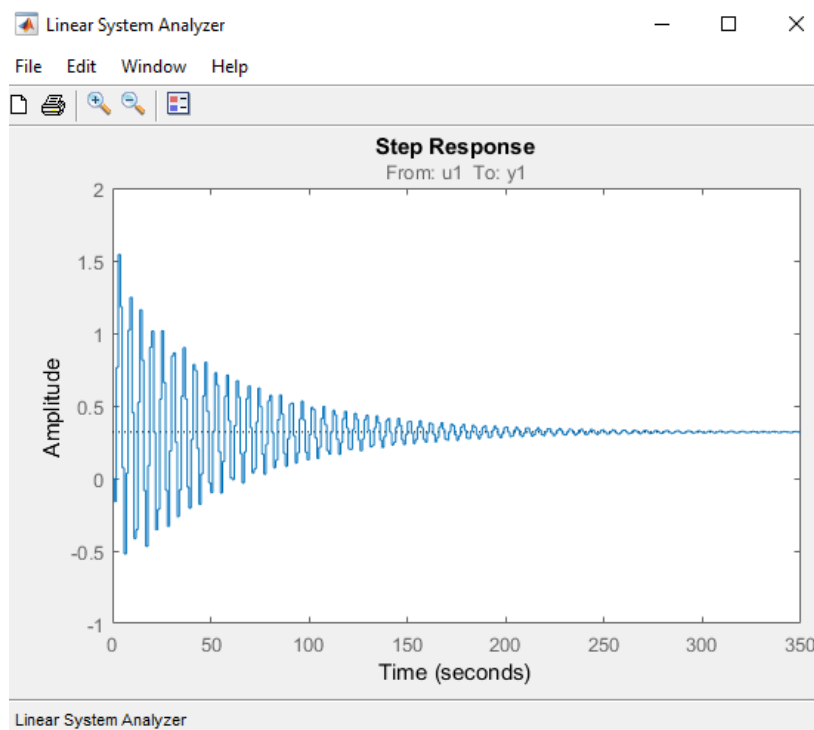 Linear System Analyzer
File Edit Window Help
Step Response
From: u1 To: y1
2
1.5
1
0.5
0
-0.5
-1
Amplitude
0 50 100 150 200 250 300 350
Time (seconds)
Linear System Analyzer